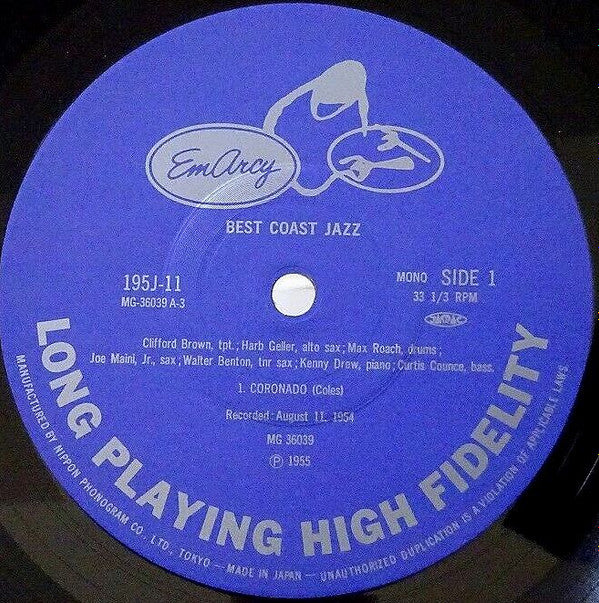 EmArcy
BEST COAST JAZZ
195J-11
MG-36039 A-3
MONO SIDE 1
33 1/3 RPM
Clifford Brown, tpt.; Harb Geller, alto sax; Max Roach, drums;
Joe Maini, Jr., sax; Walter Benton, tnr sax; Kenny Drew, piano; Curtis Counce, bass.
1. CORONADO (Coles)
Recorded: August 11. 1954
MG 36039
Ⓟ 1955
LONG PLAYING HIGH FIDELITY
MANUFACTURED BY NIPPON PHONOGRAM CO., LTD., TOKYO — MADE IN JAPAN — UNAUTHORIZED DUPLICATION IS A VIOLATION OF APPLICABLE LAWS.